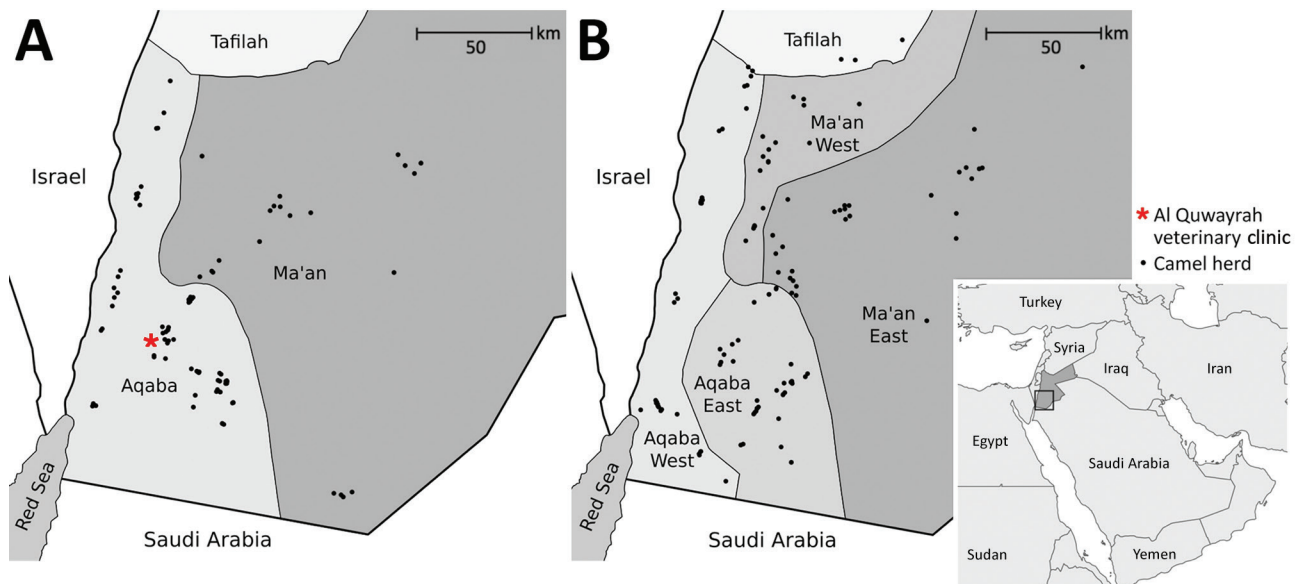 A
Tafilah
km
50
Israel
Ma'an
Aqaba
Red Sea
Saudi Arabia
B
Tafilah
km
50
Ma'an
West
Israel
Ma'an
East
Aqaba
East
Aqaba
West
Red Sea
Saudi Arabia
* Al Quwayrah
veterinary clinic
• Camel herd
Turkey
Syria
Iraq
Iran
Egypt
Saudi Arabia
Sudan
Yemen